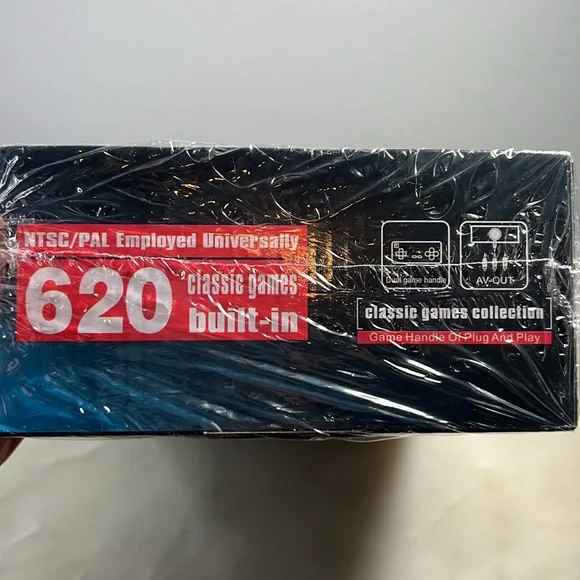 NTSC/PAL Employed Universally
620 classic games
built-in
Dual game handle
AV-OUT
classic games collection
Game Handle Of Plug And Play